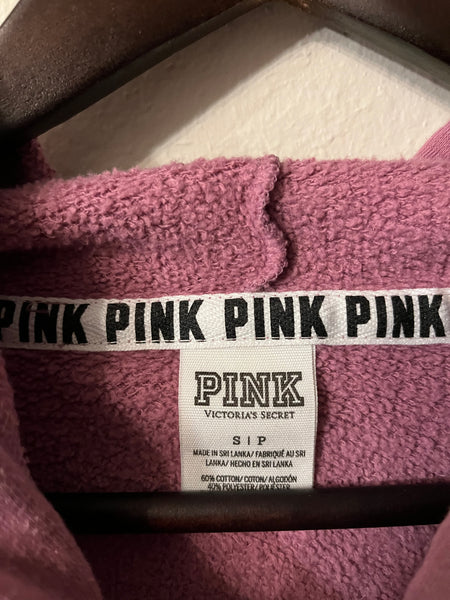 PINK PINK PINK PINK
PINK
VICTORIA'S SECRET
S | P
MADE IN SRI LANKA/ FABRIQUÉ AU SRI
LANKA/ HECHO EN SRI LANKA
60% COTTON/ COTON/ ALGODÓN
40% POLYESTER/ POLIÉSTER